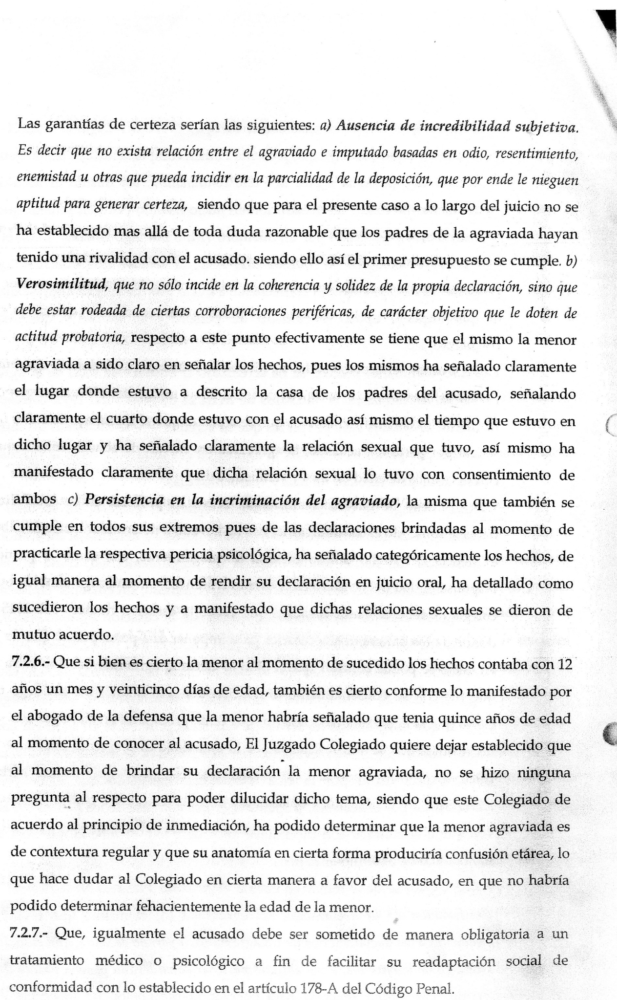 Las garantías de certeza serían las siguientes: a) Ausencia de incredibilidad subjetiva.
Es decir que no exista relación entre el agraviado e imputado basadas en odio, resentimiento,
enemistad u otras que pueda incidir en la parcialidad de la deposición, que por ende le nieguen
aptitud para generar certeza, siendo que para el presente caso a lo largo del juicio no se
ha establecido mas allá de toda duda razonable que los padres de la agraviada hayan
tenido una rivalidad con el acusado. siendo ello así el primer presupuesto se cumple. b)
Verosimilitud, que no sólo incide en la coherencia y solidez de la propia declaración, sino que
debe estar rodeada de ciertas corroboraciones periféricas, de carácter objetivo que le doten de
actitud probatoria, respecto a este punto efectivamente se tiene que el mismo la menor
agraviada a sido claro en señalar los hechos, pues los mismos ha señalado claramente
el lugar donde estuvo a descrito la casa de los padres del acusado, señalando
claramente el cuarto donde estuvo con el acusado así mismo el tiempo que estuvo en
dicho lugar y ha señalado claramente la relación sexual que tuvo, así mismo ha
manifestado claramente que dicha relación sexual lo tuvo con consentimiento de
ambos c) Persistencia en la incriminación del agraviado, la misma que también se
cumple en todos sus extremos pues de las declaraciones brindadas al momento de
practicarle la respectiva pericia psicológica, ha señalado categóricamente los hechos, de
igual manera al momento de rendir su declaración en juicio oral, ha detallado como
sucedieron los hechos y a manifestado que dichas relaciones sexuales se dieron de
mutuo acuerdo.
7.2.6.- Que si bien es cierto la menor al momento de sucedido los hechos contaba con 12
años un mes y veinticinco días de edad, también es cierto conforme lo manifestado por
el abogado de la defensa que la menor habría señalado que tenia quince años de edad
al momento de conocer al acusado, El Juzgado Colegiado quiere dejar establecido que
al momento de brindar su declaración la menor agraviada, no se hizo ninguna
pregunta al respecto para poder dilucidar dicho tema, siendo que este Colegiado de
acuerdo al principio de inmediación, ha podido determinar que la menor agraviada es
de contextura regular y que su anatomía en cierta forma produciría confusión etárea, lo
que hace dudar al Colegiado en cierta manera a favor del acusado, en que no habría
podido determinar fehacientemente la edad de la menor.
7.2.7.- Que, igualmente el acusado debe ser sometido de manera obligatoria a un
tratamiento médico o psicológico a fin de facilitar su readaptación social de
conformidad con lo establecido en el artículo 178-A del Código Penal.